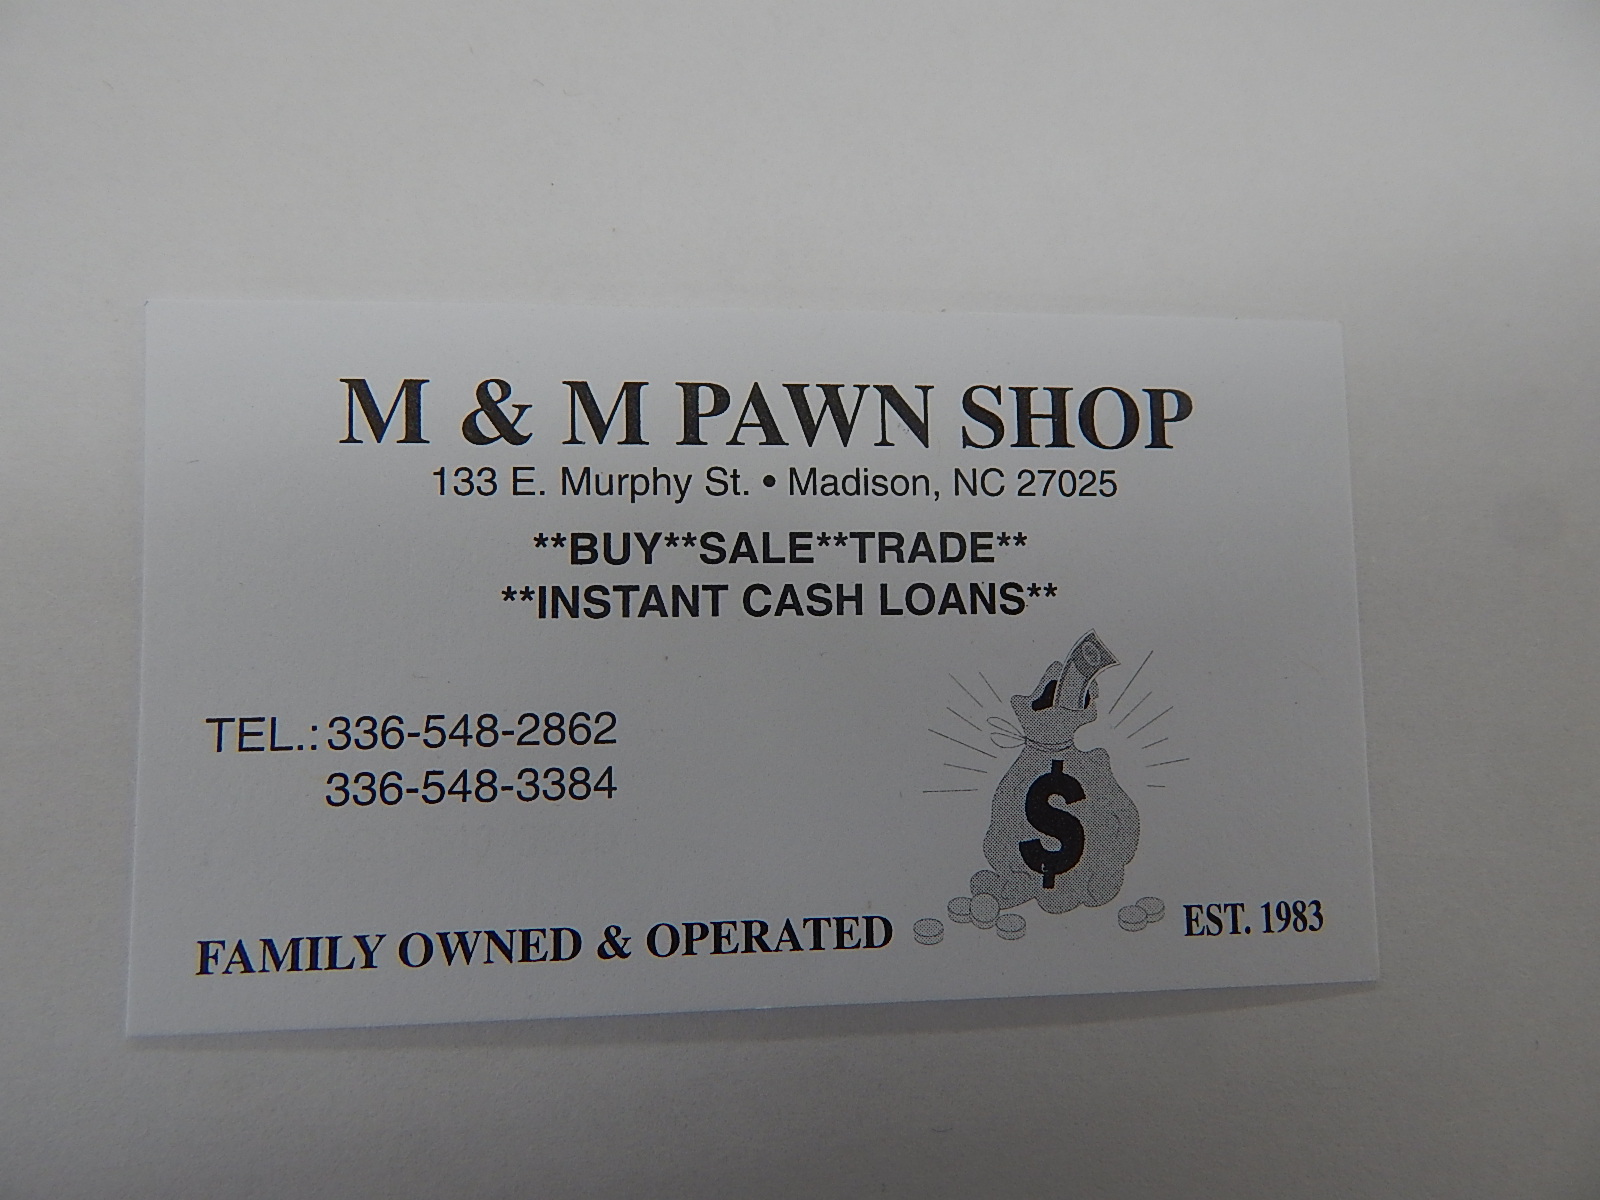 M & M PAWN SHOP
133 E. Murphy St. • Madison, NC 27025
**BUY**SALE**TRADE**
**INSTANT CASH LOANS**
TEL.: 336-548-2862
336-548-3384
$
FAMILY OWNED & OPERATED
EST. 1983